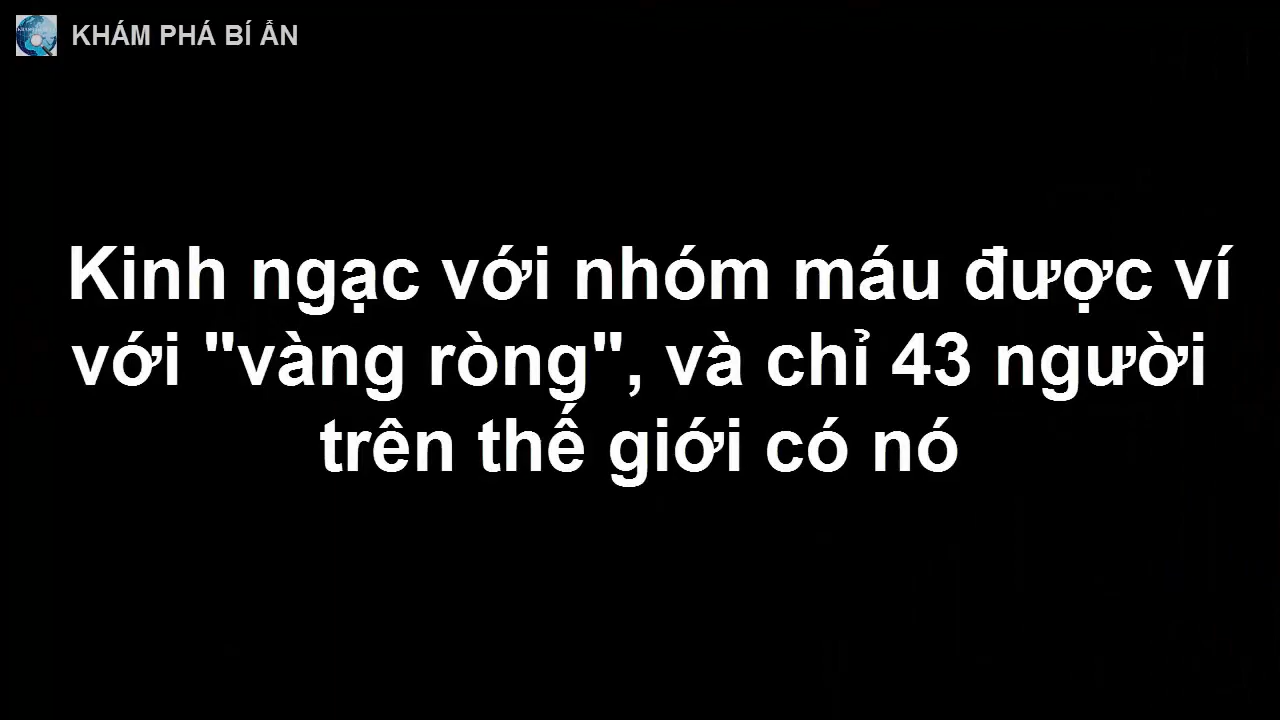 KHÁM PHÁ BÍ ẨN
Kinh ngạc với nhóm máu được ví
với "vàng ròng", và chỉ 43 người
trên thế giới có nó